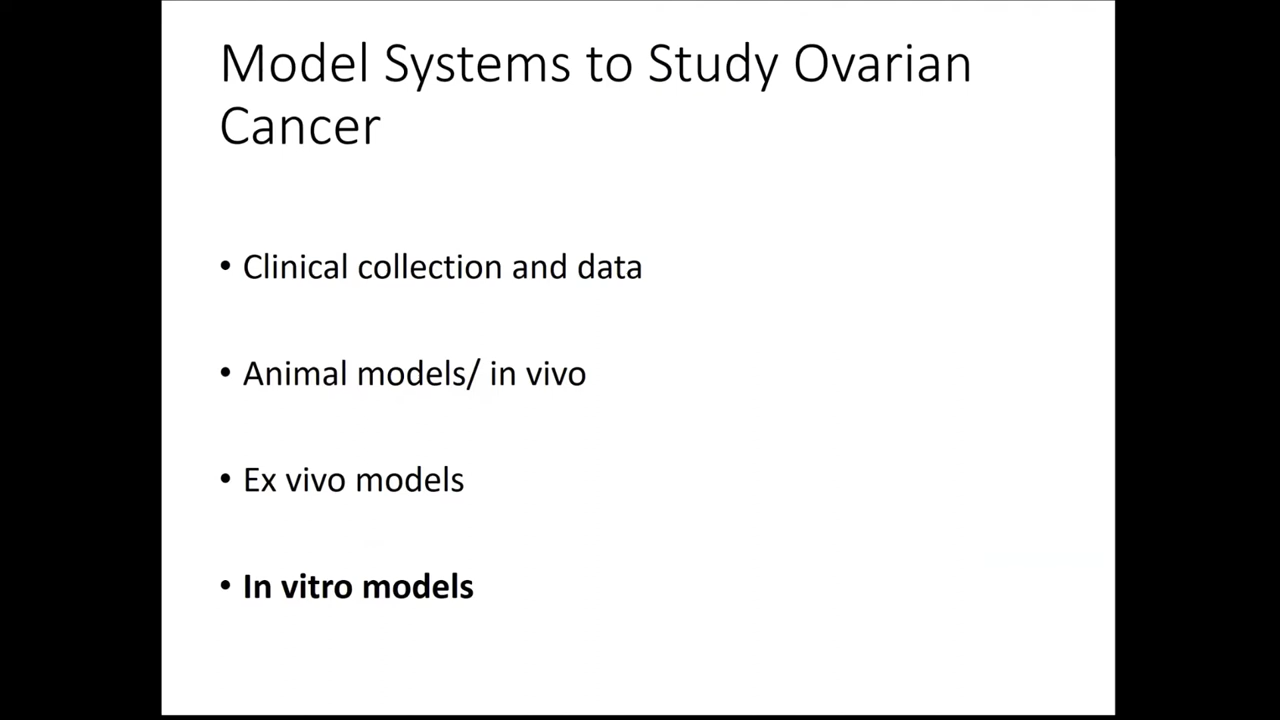 Model Systems to Study Ovarian
Cancer
• Clinical collection and data
• Animal models/ in vivo
• Ex vivo models
• In vitro models